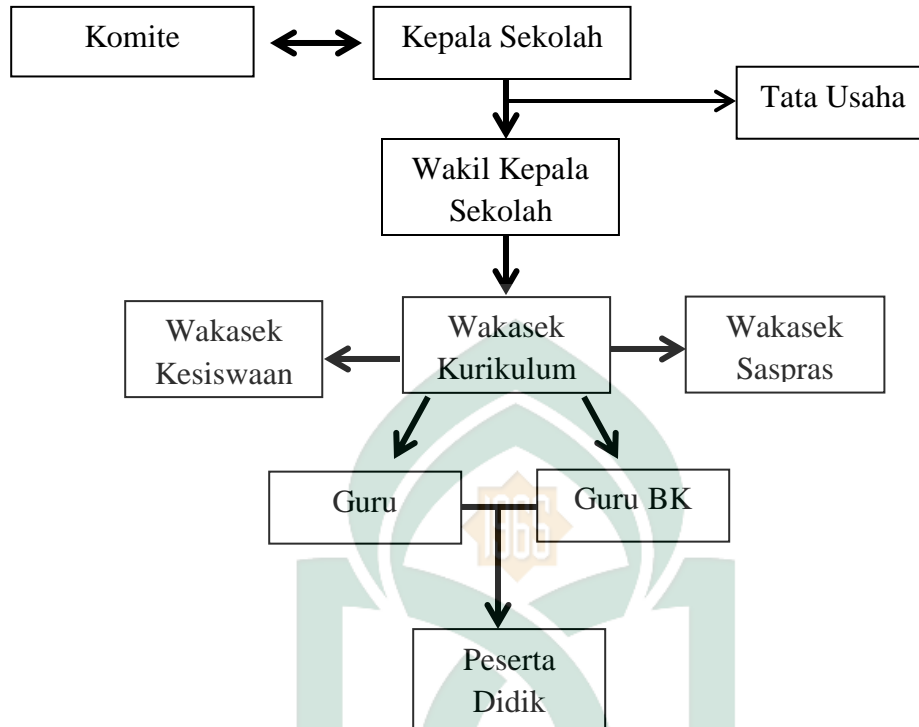 Komite
Kepala Sekolah
Tata Usaha
Wakil Kepala
Sekolah
Wakasek
Kesiswaan
Wakasek
Kurikulum
Wakasek
Saspras
Guru
Guru BK
1965
Peserta
Didik